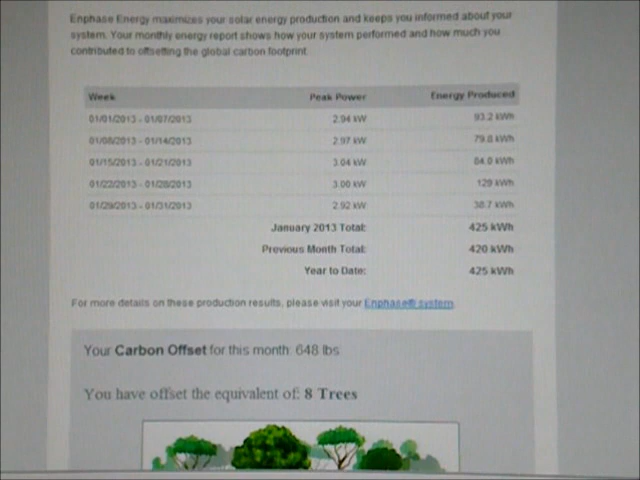 Enphase Energy maximizes your solar energy production and keeps you informed about your
system. Your monthly energy report shows how your system performed and how much you
contributed to offsetting the global carbon footprint.
Week Peak Power Energy Produced
01/01/2013 - 01/07/2013 2.94 kW 93.2 kWh
01/08/2013 - 01/14/2013 2.97 kW 79.8 kWh
01/15/2013 - 01/21/2013 3.04 kW 84.0 kWh
01/22/2013 - 01/28/2013 3.00 kW 129 kWh
01/29/2013 - 01/31/2013 2.92 kW 38.7 kWh
January 2013 Total: 425 kWh
Previous Month Total: 420 kWh
Year to Date: 425 kWh
For more details on these production results, please visit your Enphase® system.
Your Carbon Offset for this month: 648 lbs
You have offset the equivalent of: 8 Trees